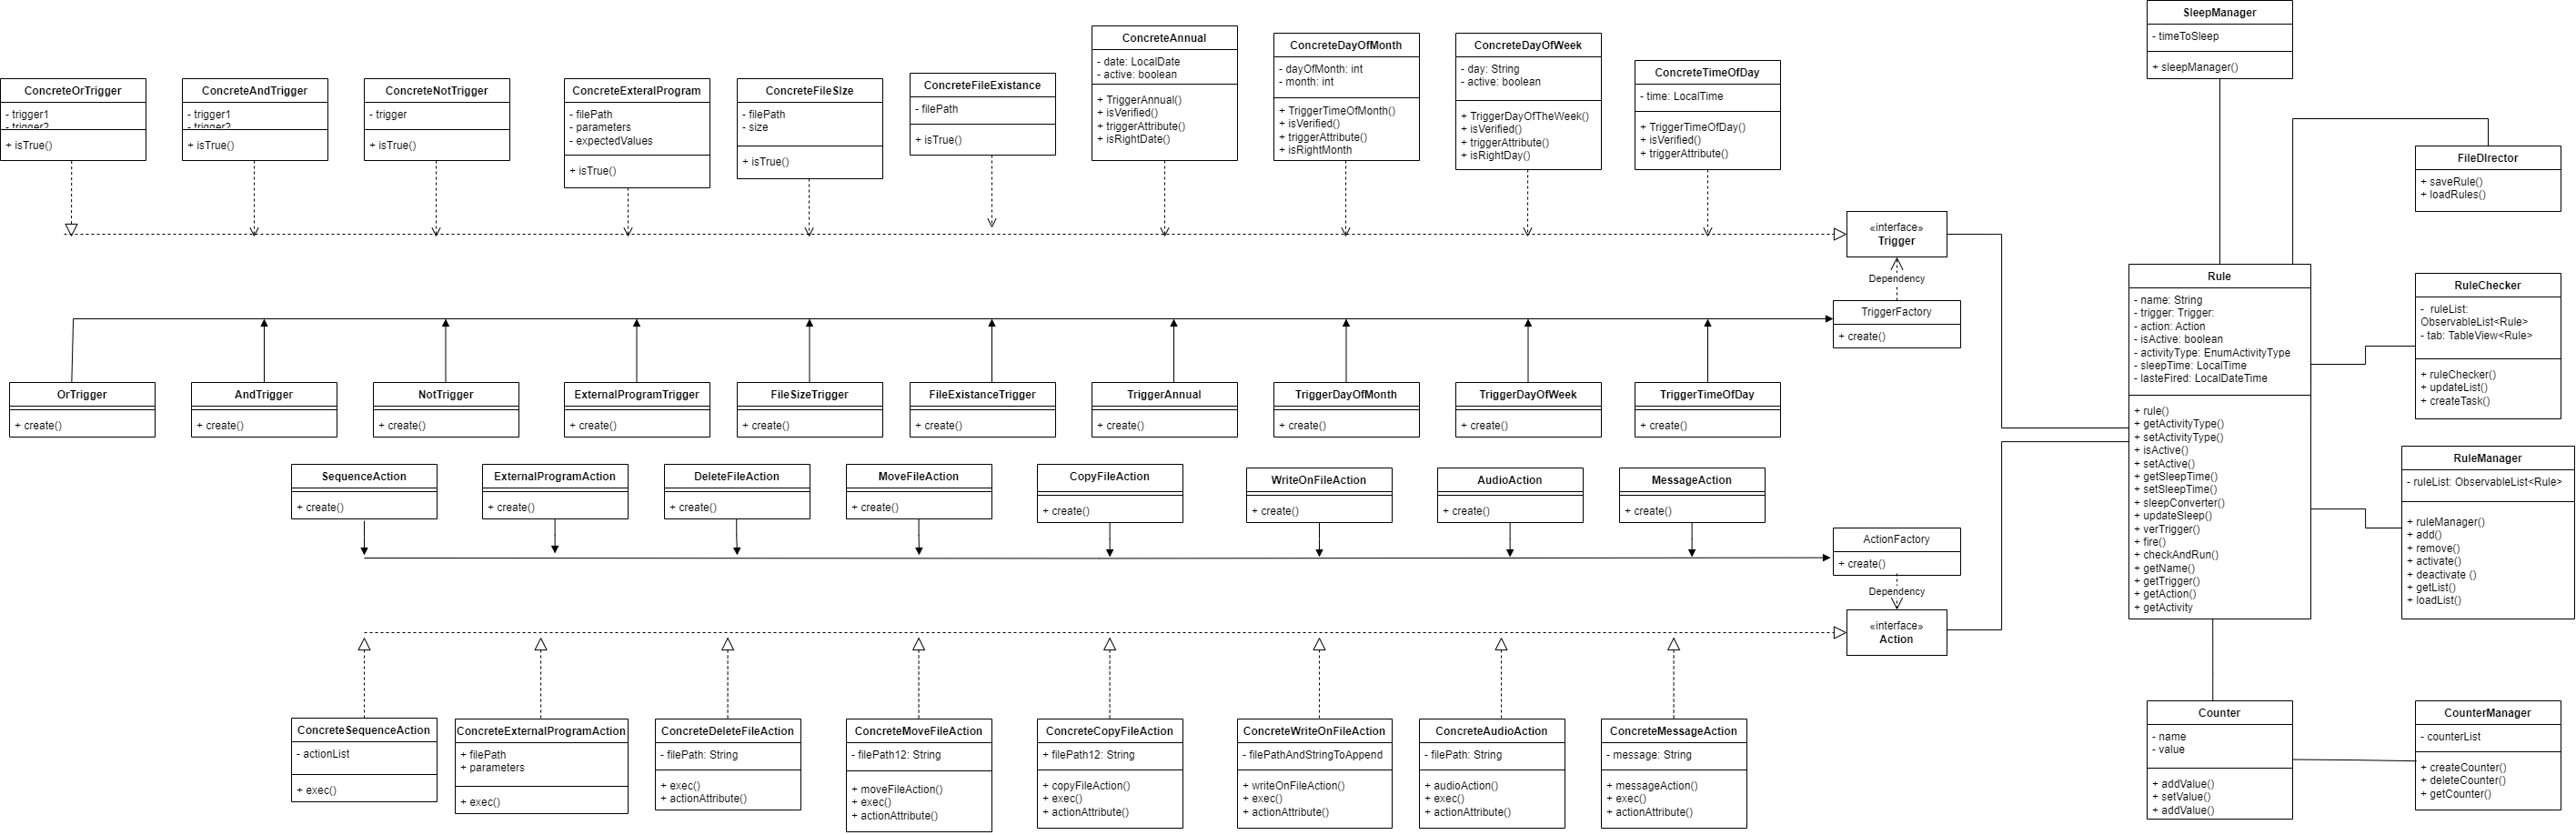 SleepManager
- timeToSleep
+ sleepManager()
ConcreteOrTrigger
- trigger1
- trigger2
+ isTrue()
ConcreteAndTrigger
- trigger1
- trigger2
+ isTrue()
ConcreteNotTrigger
- trigger
+ isTrue()
ConcreteExteralProgram
- filePath
- parameters
- expectedValues
+ isTrue()
ConcreteFileSIze
- filePath
- size
+ isTrue()
ConcreteFileExistance
- filePath
+ isTrue()
ConcreteAnnual
- date: LocalDate
- active: boolean
+ TriggerAnnual()
+ isVerified()
+ triggerAttribute()
+ isRightDate()
ConcreteDayOfMonth
- dayOfMonth: int
- month: int
+ TriggerTimeOfMonth()
+ isVerified()
+ triggerAttribute()
+ isRightMonth
ConcreteDayOfWeek
- day: String
- active: boolean
+ TriggerDayOfTheWeek()
+ isVerified()
+ triggerAttribute()
+ isRightDay()
ConcreteTimeOfDay
- time: LocalTime
+ TriggerTimeOfDay()
+ isVerified()
+ triggerAttribute()
FileDIrector
+ saveRule()
+ loadRules()
«interface»
Trigger
Dependency
TriggerFactory
+ create()
Rule
- name: String
- trigger: Trigger:
- action: Action
- isActive: boolean
- activityType: EnumActivityType
- sleepTime: LocalTime
- lasteFired: LocalDateTime
+ rule()
+ getActivityType()
+ setActivityType()
+ isActive()
+ setActive()
+ getSleepTime()
+ setSleepTime()
+ sleepConverter()
+ updateSleep()
+ verTrigger()
+ fire()
+ checkAndRun()
+ getName()
+ getTrigger()
+ getAction()
+ getActivity
RuleChecker
- ruleList:
ObservableList<Rule>
- tab: TableView<Rule>
+ ruleChecker()
+ updateList()
+ createTask()
OrTrigger
+ create()
AndTrigger
+ create()
NotTrigger
+ create()
ExternalProgramTrigger
+ create()
FileSizeTrigger
+ create()
FileExistanceTrigger
+ create()
TriggerAnnual
+ create()
TriggerDayOfMonth
+ create()
TriggerDayOfWeek
+ create()
TriggerTimeOfDay
+ create()
RuleManager
- ruleList: ObservableList<Rule>
+ ruleManager()
+ add()
+ remove()
+ activate()
+ deactivate ()
+ getList()
+ loadList()
SequenceAction
+ create()
ExternalProgramAction
+ create()
DeleteFileAction
+ create()
MoveFileAction
+ create()
CopyFileAction
+ create()
WriteOnFileAction
+ create()
AudioAction
+ create()
MessageAction
+ create()
ActionFactory
+ create()
Dependency
«interface»
Action
ConcreteSequenceAction
- actionList
+ exec()
ConcreteExternalProgramAction
+ filePath
+ parameters
+ exec()
ConcreteDeleteFileAction
- filePath: String
+ exec()
+ actionAttribute()
ConcreteMoveFileAction
- filePath12: String
+ moveFileAction()
+ exec()
+ actionAttribute()
ConcreteCopyFileAction
+ filePath12: String
+ copyFileAction()
+ exec()
+ actionAttribute()
ConcreteWriteOnFileAction
- filePathAndStringToAppend
+ writeOnFileAction()
+ exec()
+ actionAttribute()
ConcreteAudioAction
- filePath: String
+ audioAction()
+ exec()
+ actionAttribute()
ConcreteMessageAction
- message: String
+ messageAction()
+ exec()
+ actionAttribute()
Counter
- name
- value
+ addValue()
+ setValue()
+ addValue()
CounterManager
- counterList
+ createCounter()
+ deleteCounter()
+ getCounter()